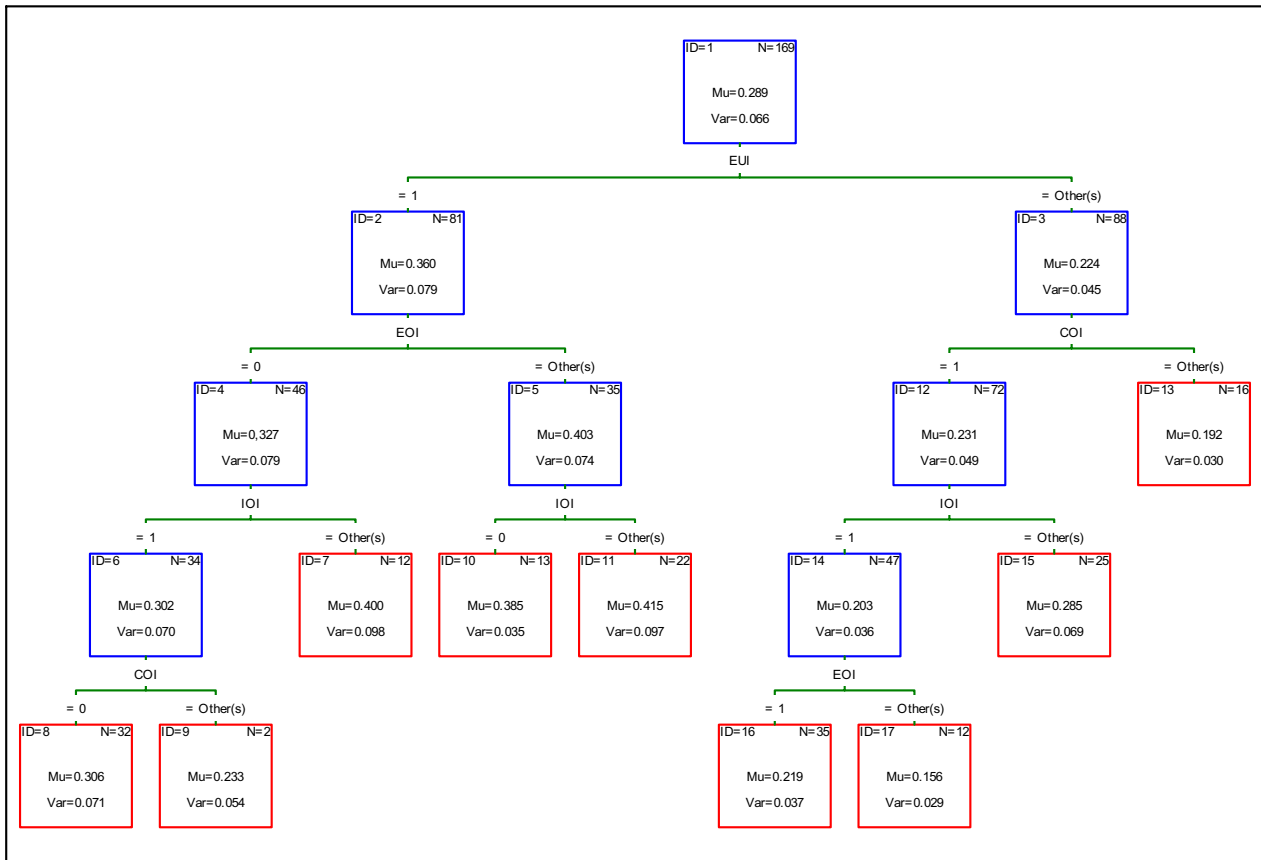 ID=1 N=169
Mu=0.289
Var=0.066
EUI
= 1 = Other(s)
ID=2 N=81 ID=3 N=88
Mu=0.360 Mu=0.224
Var=0.079 Var=0.045
EOI COI
= 0 = Other(s) = 1 = Other(s)
ID=4 N=46 ID=5 N=35 ID=12 N=72 ID=13 N=16
Mu=0,327 Mu=0.403 Mu=0.231 Mu=0.192
Var=0.079 Var=0.074 Var=0.049 Var=0.030
IOI IOI IOI
= 1 = Other(s) = 0 = Other(s) = 1 = Other(s)
ID=6 N=34 ID=7 N=12 ID=10 N=13 ID=11 N=22 ID=14 N=47 ID=15 N=25
Mu=0.302 Mu=0.400 Mu=0.385 Mu=0.415 Mu=0.203 Mu=0.285
Var=0.070 Var=0.098 Var=0.035 Var=0.097 Var=0.036 Var=0.069
COI EOI
= 0 = Other(s) = 1 = Other(s)
ID=8 N=32 ID=9 N=2 ID=16 N=35 ID=17 N=12
Mu=0.306 Mu=0.233 Mu=0.219 Mu=0.156
Var=0.071 Var=0.054 Var=0.037 Var=0.029